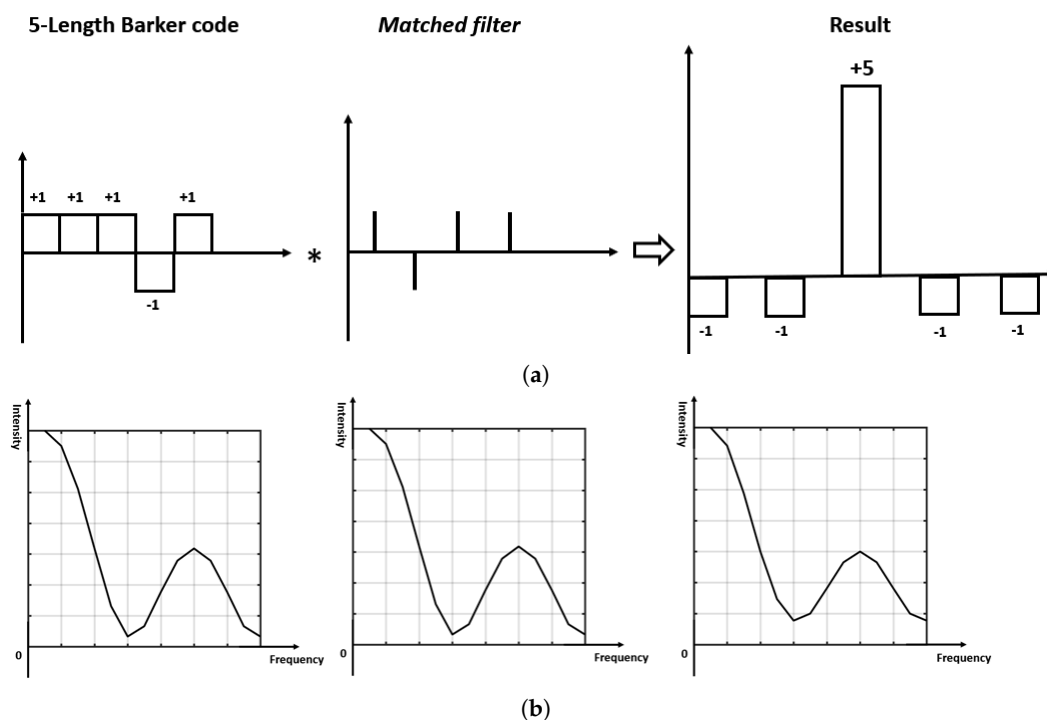 5-Length Barker code
Matched filter
Result
+1 +1 +1 +1
-1
*
+5
-1 -1 -1 -1
(a)
Intensity
0
Frequency
Intensity
0
Frequency
Intensity
0
Frequency
(b)